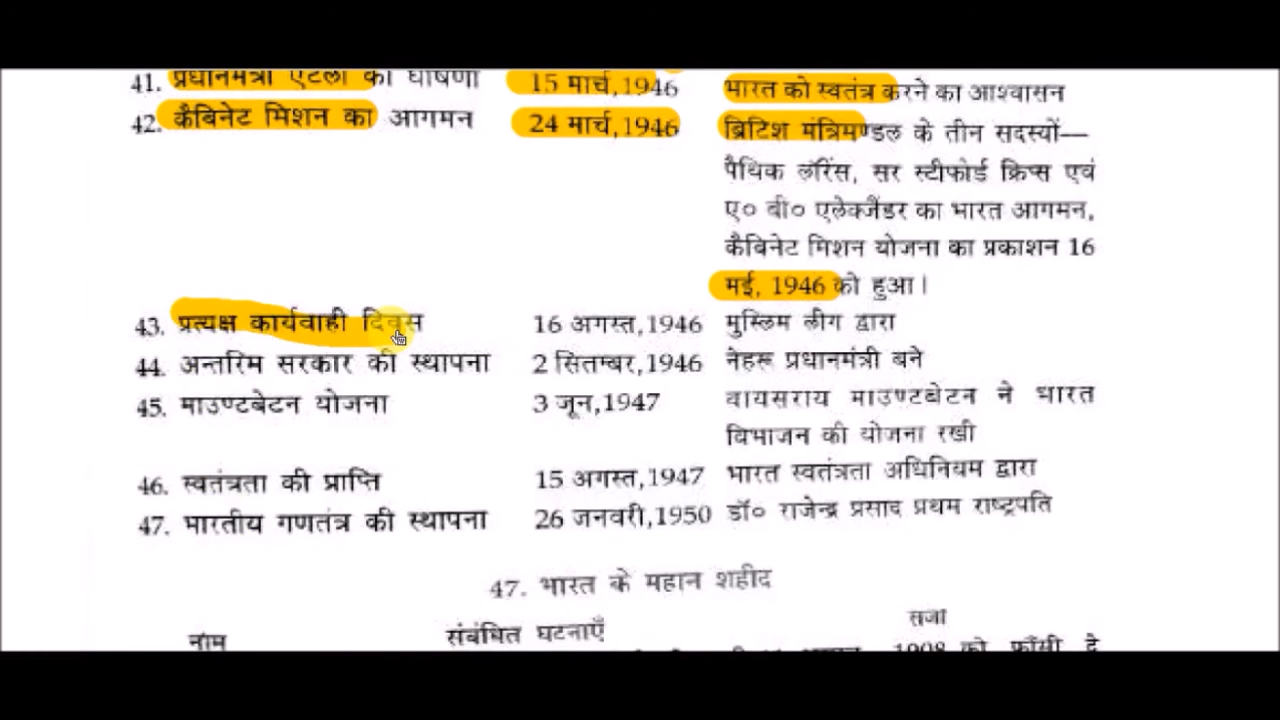 41. प्रधानमंत्री एटली की घोषणा 15 मार्च,1946 भारत को स्वतंत्र करने का आश्वासन
42. कैबिनेट मिशन का आगमन 24 मार्च,1946 ब्रिटिश मंत्रिमण्डल के तीन सदस्यों—
पैथिक लॉरेंस, सर स्टीफोर्ड क्रिप्स एवं
ए० वी० एलेक्जैंडर का भारत आगमन,
कैबिनेट मिशन योजना का प्रकाशन 16
मई, 1946 को हुआ।
43. प्रत्यक्ष कार्यवाही दिवस 16 अगस्त,1946 मुस्लिम लीग द्वारा
44. अन्तरिम सरकार की स्थापना 2 सितम्बर,1946 नेहरू प्रधानमंत्री बने
45. माउण्टबेटन योजना 3 जून,1947 वायसराय माउण्टबेटन ने भारत
विभाजन की योजना रखी
46. स्वतंत्रता की प्राप्ति 15 अगस्त,1947 भारत स्वतंत्रता अधिनियम द्वारा
47. भारतीय गणतंत्र की स्थापना 26 जनवरी,1950 डॉ० राजेन्द्र प्रसाद प्रथम राष्ट्रपति
47. भारत के महान शहीद
नाम संबंधित घटनाएँ सजा
1908 को फाँसी दे